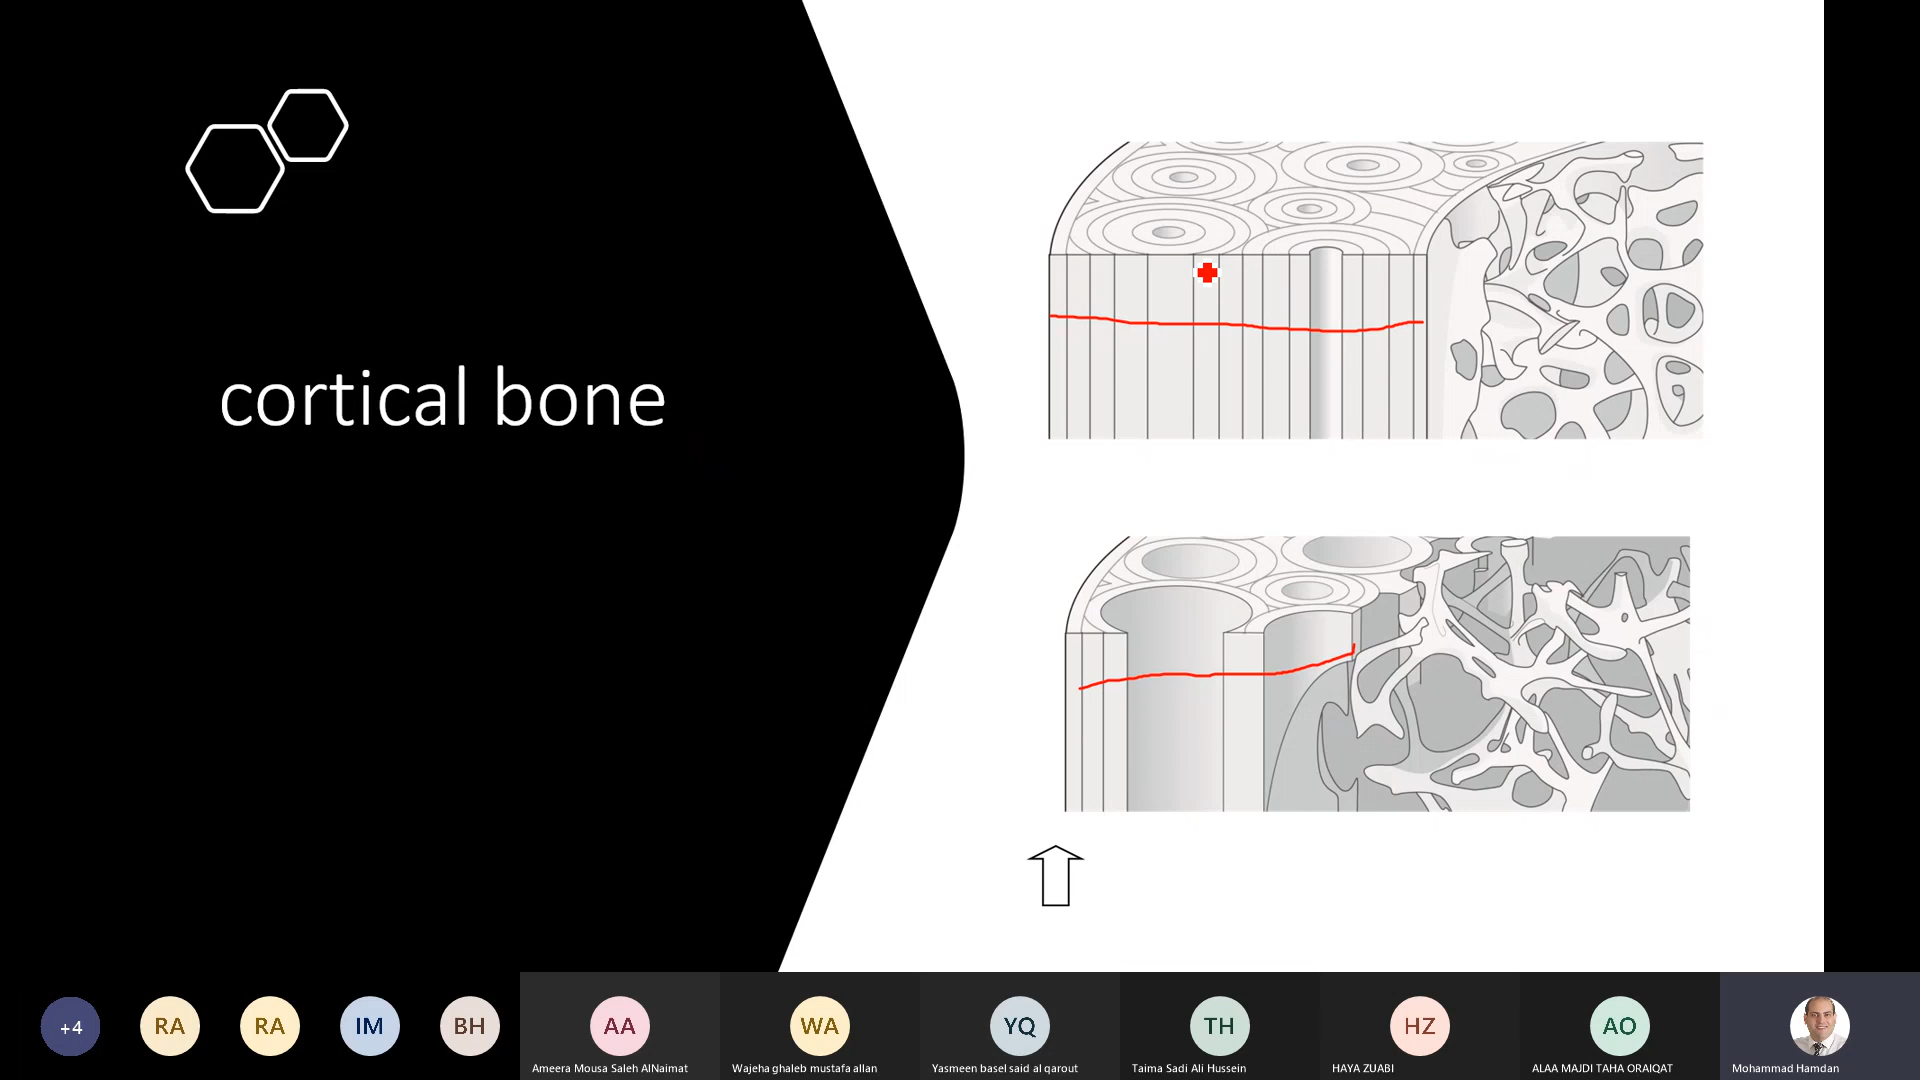 cortical bone
+4
RA
RA
IM
BH
AA
WA
YQ
TH
HZ
AO
Ameera Mousa Saleh AlNaimat
Wajeha ghaleb mustafa allan
Yasmeen basel said al qarout
Taima Sadi Ali Hussein
HAYA ZUABI
ALAA MAJDI TAHA ORAIQAT
Mohammad Hamdan